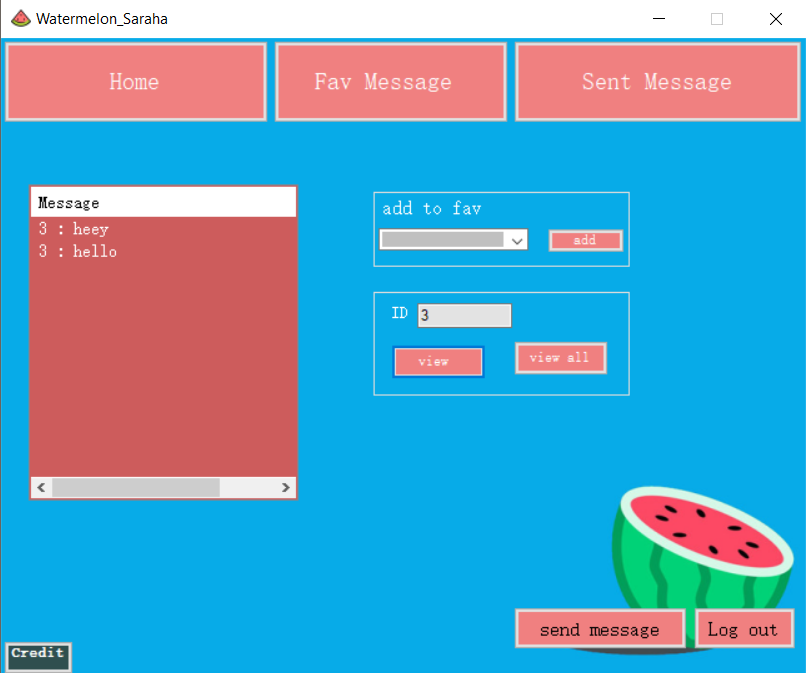 Watermelon_Saraha
Home
Fav Message
Sent Message
Message
3 : heey
3 : hello
add to fav
add
ID
3
view
view all
send message
Log out
Credit